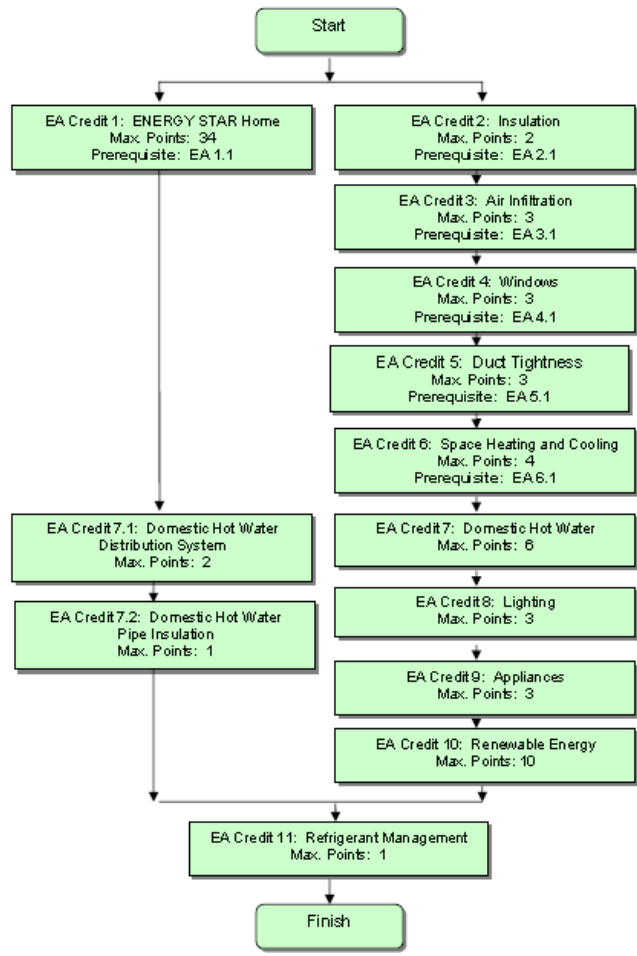 Start
EA Credit 1: ENERGY STAR Home
Max. Points: 34
Prerequisite: EA 1.1
EA Credit 2: Insulation
Max. Points: 2
Prerequisite: EA 2.1
EA Credit 3: Air Infiltration
Max. Points: 3
Prerequisite: EA 3.1
EA Credit 4: Windows
Max. Points: 3
Prerequisite: EA 4.1
EA Credit 5: Duct Tightness
Max. Points: 3
Prerequisite: EA 5.1
EA Credit 6: Space Heating and Cooling
Max. Points: 4
Prerequisite: EA 6.1
EA Credit 7.1: Domestic Hot Water
Distribution System
Max. Points: 2
EA Credit 7: Domestic Hot Water
Max. Points: 6
EA Credit 7.2: Domestic Hot Water
Pipe Insulation
Max. Points: 1
EA Credit 8: Lighting
Max. Points: 3
EA Credit 9: Appliances
Max. Points: 3
EA Credit 10: Renewable Energy
Max. Points: 10
EA Credit 11: Refrigerant Management
Max. Points: 1
Finish